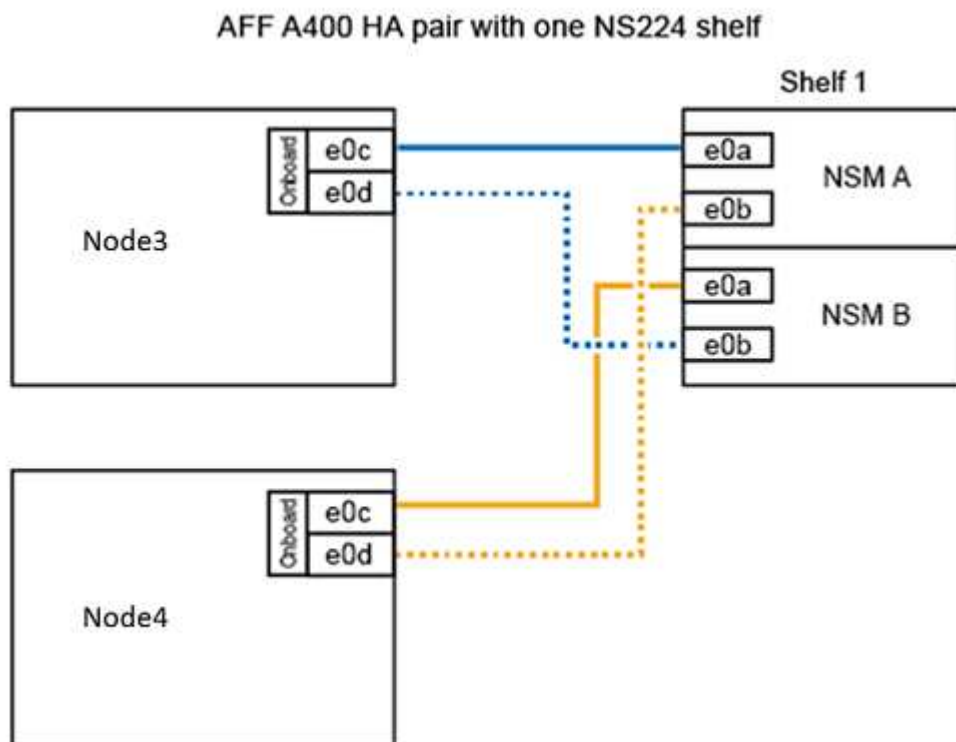 AFF A400 HA pair with one NS224 shelf
Shelf 1
Onboard
e0c
e0d
Node3
e0a
NSM A
e0b
e0a
NSM B
e0b
Onboard
e0c
e0d
Node4